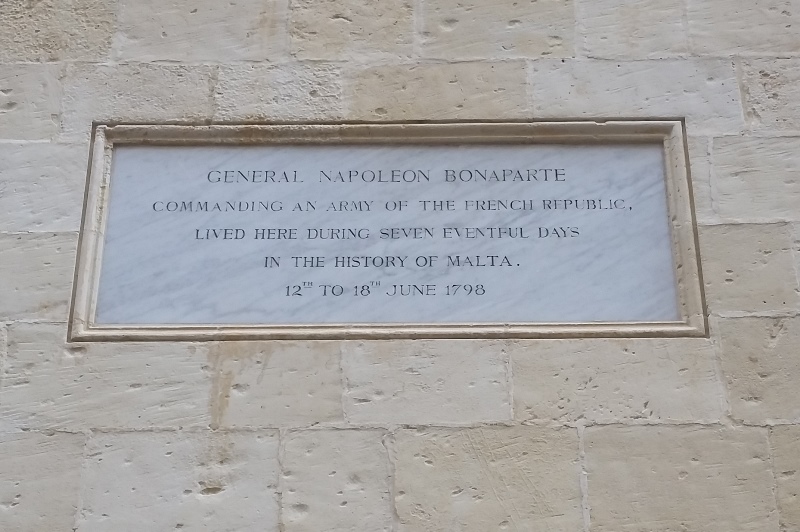 GENERAL NAPOLEON BONAPARTE
COMMANDING AN ARMY OF THE FRENCH REPUBLIC,
LIVED HERE DURING SEVEN EVENTFUL DAYS
IN THE HISTORY OF MALTA.
12TH TO 18TH JUNE 1798